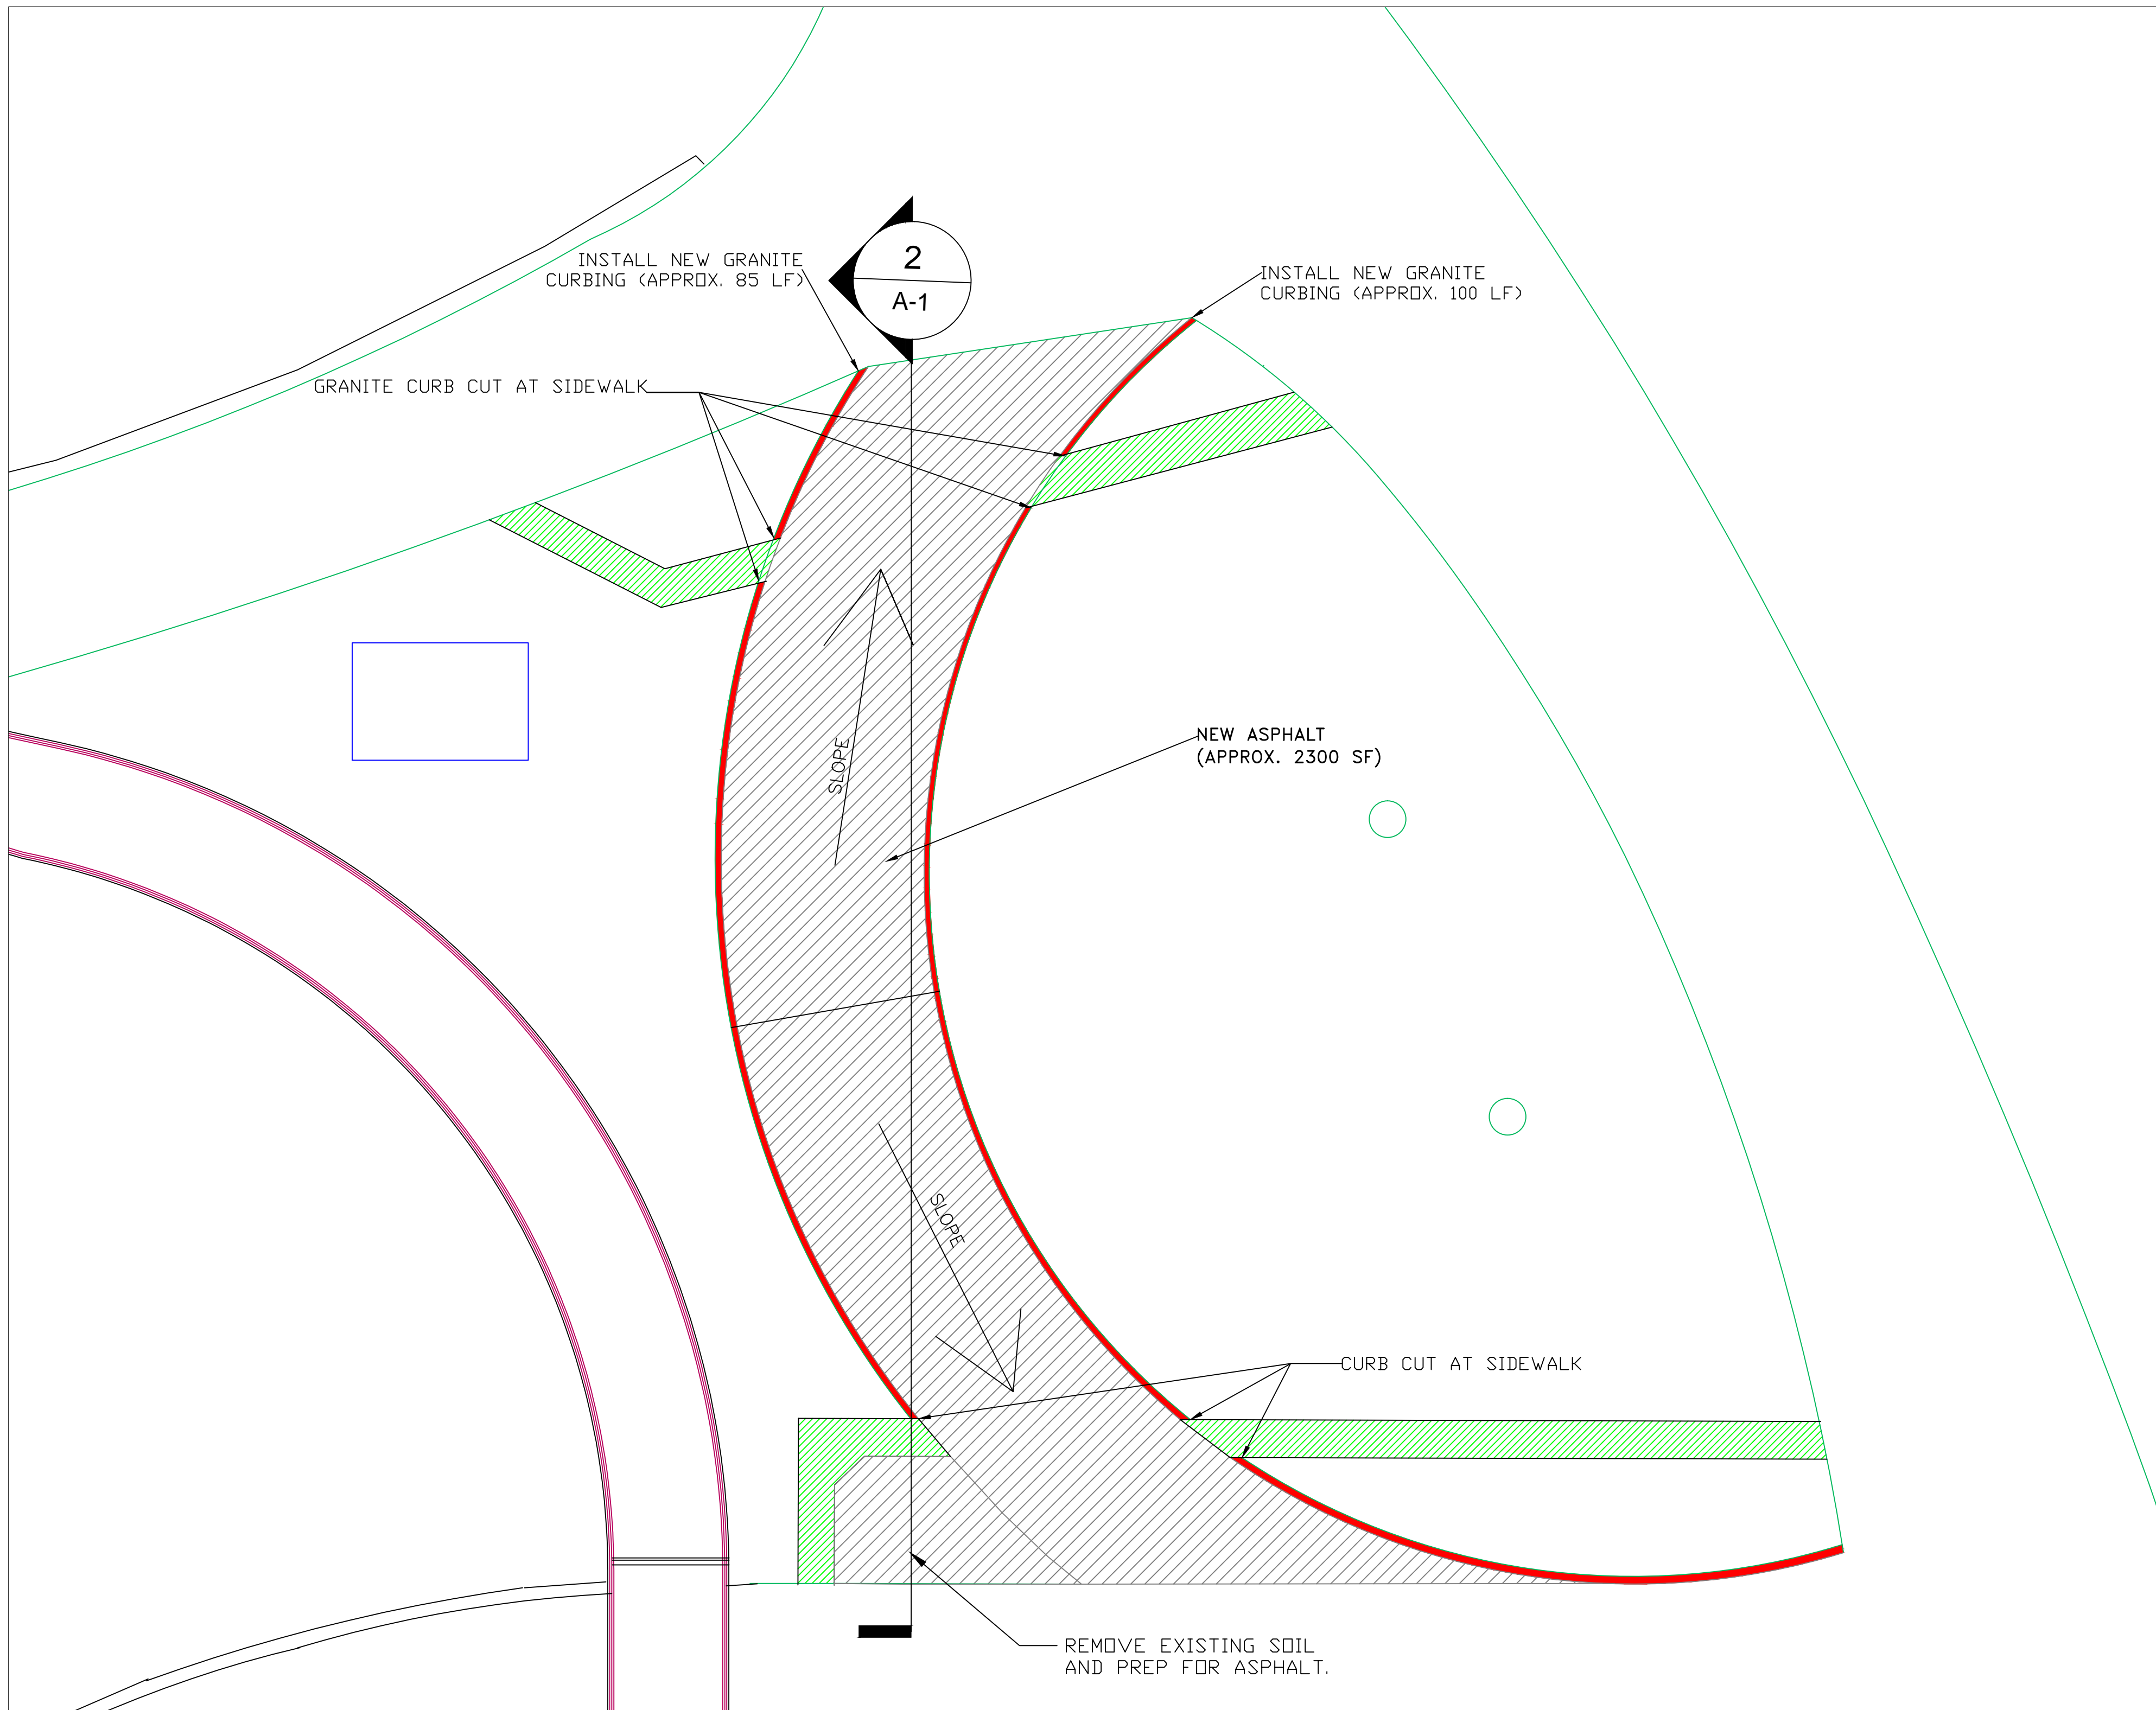 INSTALL NEW GRANITE
CURBING (APPROX. 85 LF)
2
A-1
INSTALL NEW GRANITE
CURBING (APPROX. 100 LF)
GRANITE CURB CUT AT SIDEWALK
SLOPE
NEW ASPHALT
(APPROX. 2300 SF)
SLOPE
CURB CUT AT SIDEWALK
REMOVE EXISTING SOIL
AND PREP FOR ASPHALT.